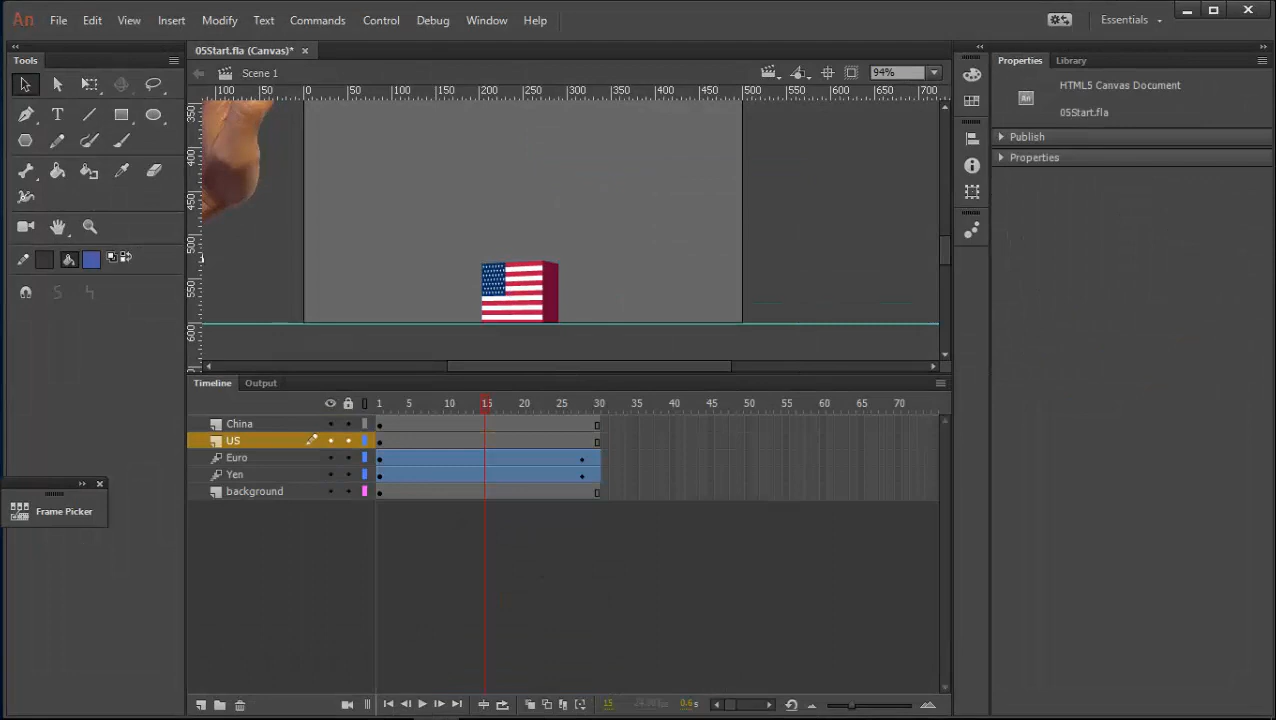 An File Edit View Insert Modify Text Commands Control Debug Window Help Essentials
Tools 05Start.fla (Canvas)* Properties Library
Scene 1 94%
100 0 50 100 150 200 250 300 350 400 450 500 550 600 650 700
350
400
450
500
550
600
An HTML5 Canvas Document
05Start.fla
Publish
Properties
T
S
Timeline Output
1 5 10 15 20 25 30 35 40 45 50 55 60 65 70
China
US
Euro
Yen
background
Frame Picker
15 0.6s